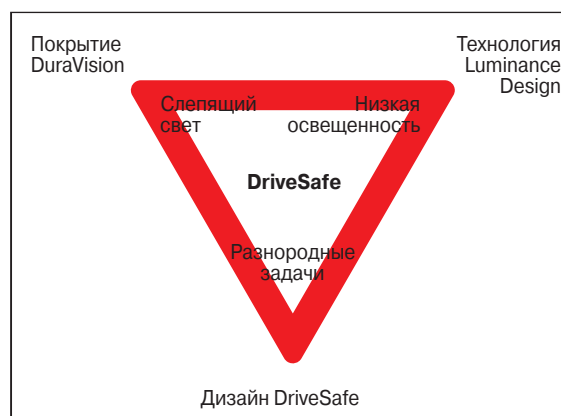 Покрытие
DuraVision
Технология
Luminance
Design
Слепящий
свет
Низкая
освещенность
DriveSafe
Разнородные
задачи
Дизайн DriveSafe